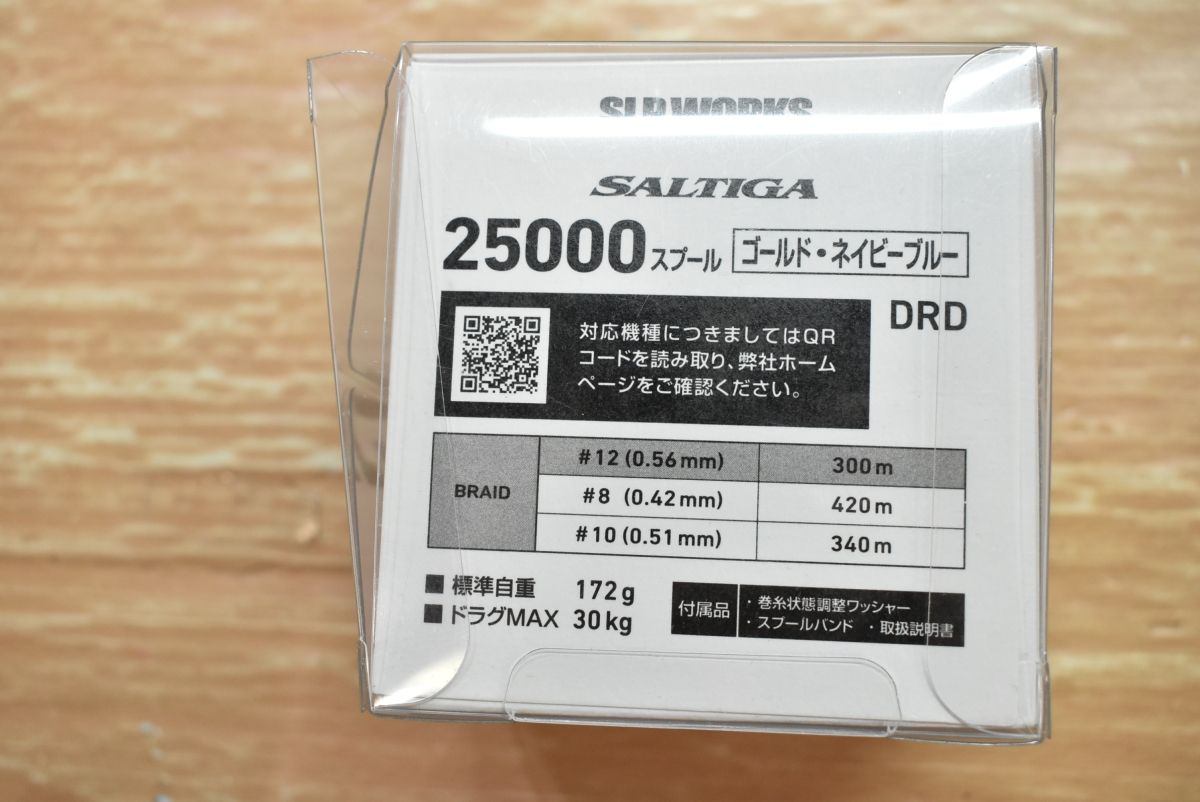 SLP WORKS
SALTIGA
25000 スプール ゴールド・ネイビーブルー
DRD
対応機種につきましてはQR
コードを読み取り、弊社ホーム
ページをご確認ください。
BRAID
#12 (0.56mm) 300m
#8 (0.42mm) 420m
#10 (0.51mm) 340m
■標準自重 172g
■ドラグMAX 30kg
付属品
・巻糸状態調整ワッシャー
・スプールバンド ・取扱説明書